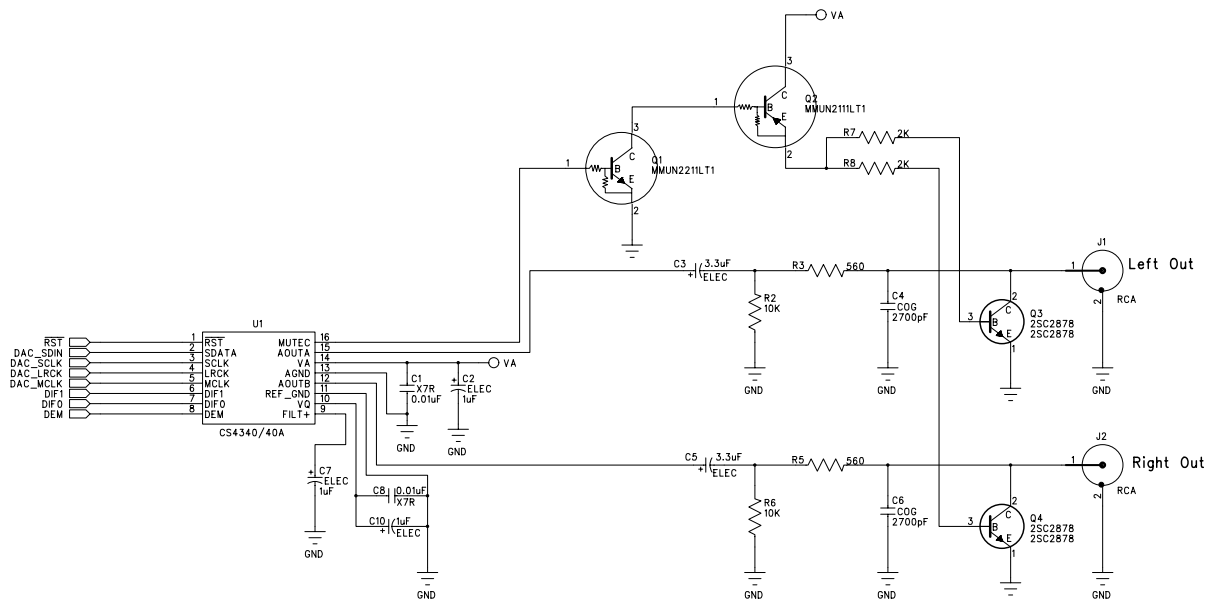 VA
3
C
Q2
MMUN2111LT1
1
B
E
2
3
C
Q1
MMUN2211LT1
1
B
E
2
R7
2K
R8
2K
C3
3.3uF
+
ELEC
R3
560
J1
1
Left Out
2
RCA
R2
10K
C4
COG
2700pF
2
C
3
B
E
1
Q3
2SC2878
2SC2878
GND
GND
GND
GND
U1
RST
DAC_SDIN
DAC_SCLK
DAC_LRCK
DAC_MCLK
DIF1
DIF0
DEM
1
2
3
4
5
6
7
8
RST
SDATA
SCLK
LRCK
MCLK
DIF1
DIF0
DEM
MUTEC
AOUTA
VA
AGND
AOUTB
REF_GND
VQ
FILT+
16
15
14
13
12
11
10
9
CS4340/40A
VA
C1
X7R
0.01uF
+
C2
ELEC
1uF
GND
GND
+
C7
ELEC
1uF
GND
C8
0.01uF
X7R
C10
1uF
+
ELEC
GND
C5
3.3uF
+
ELEC
R5
560
J2
1
Right Out
2
RCA
R6
10K
C6
COG
2700pF
2
C
3
B
E
1
Q4
2SC2878
2SC2878
GND
GND
GND